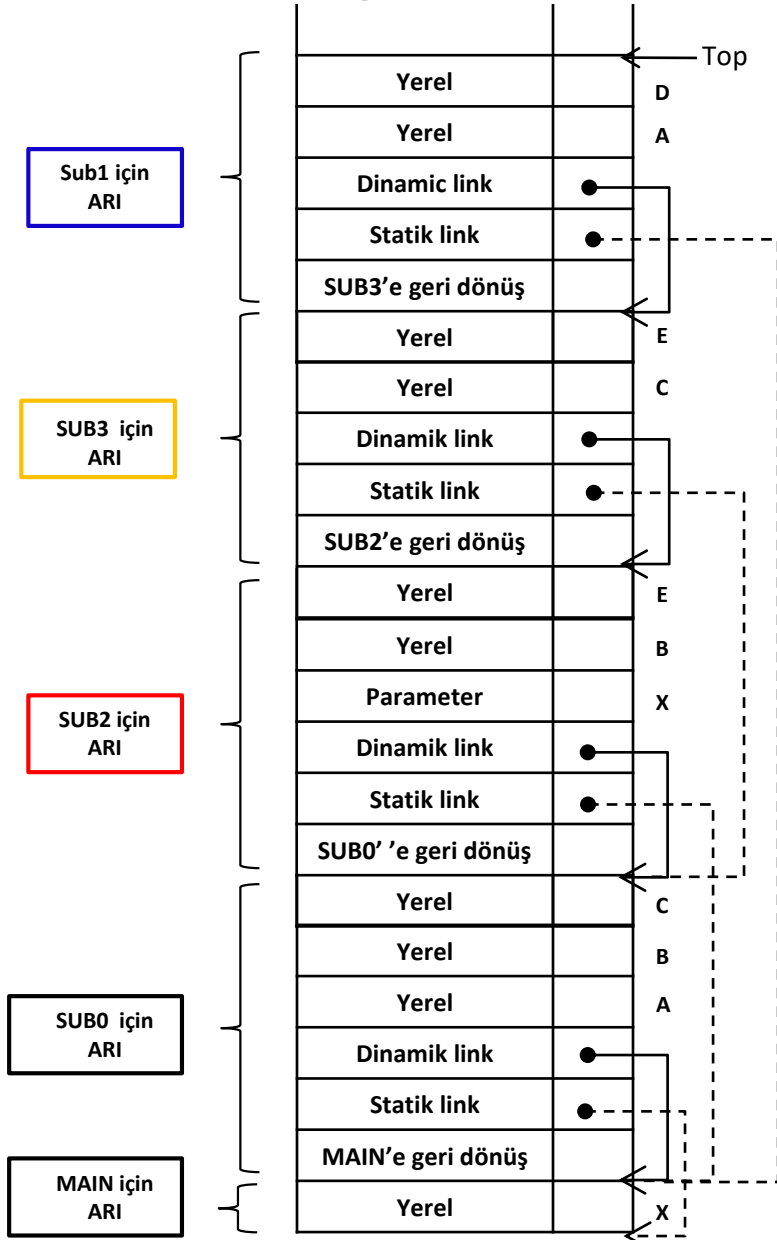 Top
Yerel
D
Yerel
A
Sub1 için
ARI
Dinamic link
Statik link
SUB3’e geri dönüş
Yerel
E
Yerel
C
SUB3 için
ARI
Dinamik link
Statik link
SUB2’e geri dönüş
Yerel
E
Yerel
B
Parameter
X
SUB2 için
ARI
Dinamik link
Statik link
SUB0’ ’e geri dönüş
Yerel
C
Yerel
B
Yerel
A
SUB0 için
ARI
Dinamik link
Statik link
MAIN’e geri dönüş
MAIN için
ARI
Yerel
X